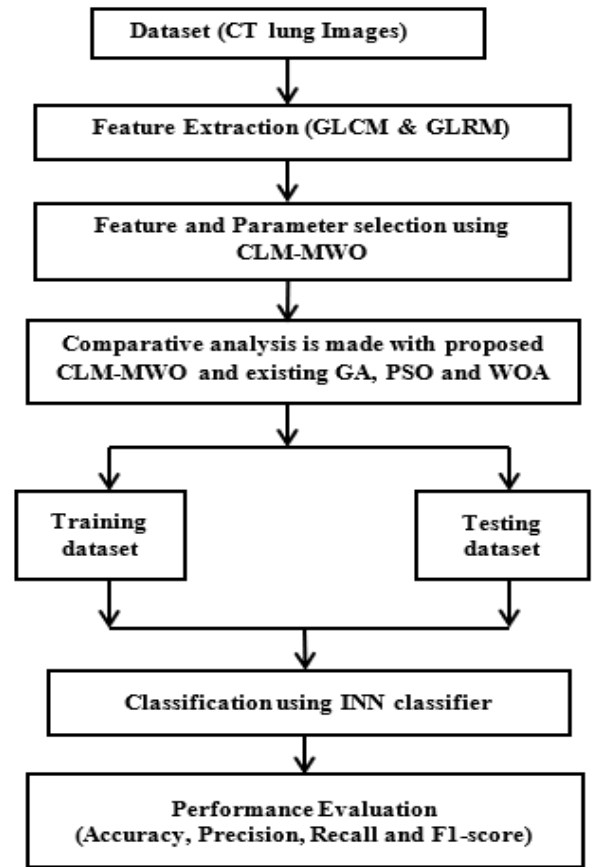 Dataset (CT lung Images)
Feature Extraction (GLCM & GLRM)
Feature and Parameter selection using
CLM-MWO
Comparative analysis is made with proposed
CLM-MWO and existing GA, PSO and WOA
Training
dataset
Testing
dataset
Classification using INN classifier
Performance Evaluation
(Accuracy, Precision, Recall and F1-score)